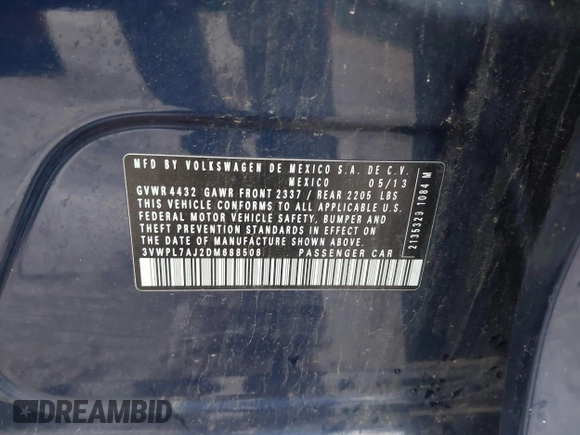 MFD BY VOLKSWAGEN DE MEXICO S.A. DE C.V.
MEXICO 05/13
GVWR 4432 GAWR FRONT 2337 / REAR 2205 LBS
THIS VEHICLE CONFORMS TO ALL APPLICABLE U.S.
FEDERAL MOTOR VEHICLE SAFETY, BUMPER AND
THEFT PREVENTION STANDARDS IN EFFECT ON
THE DATE OF MANUFACTURE SHOWN ABOVE.
3VWPL7AJ2DM688508 PASSENGER CAR
2135329 1084 M
DREAMBID